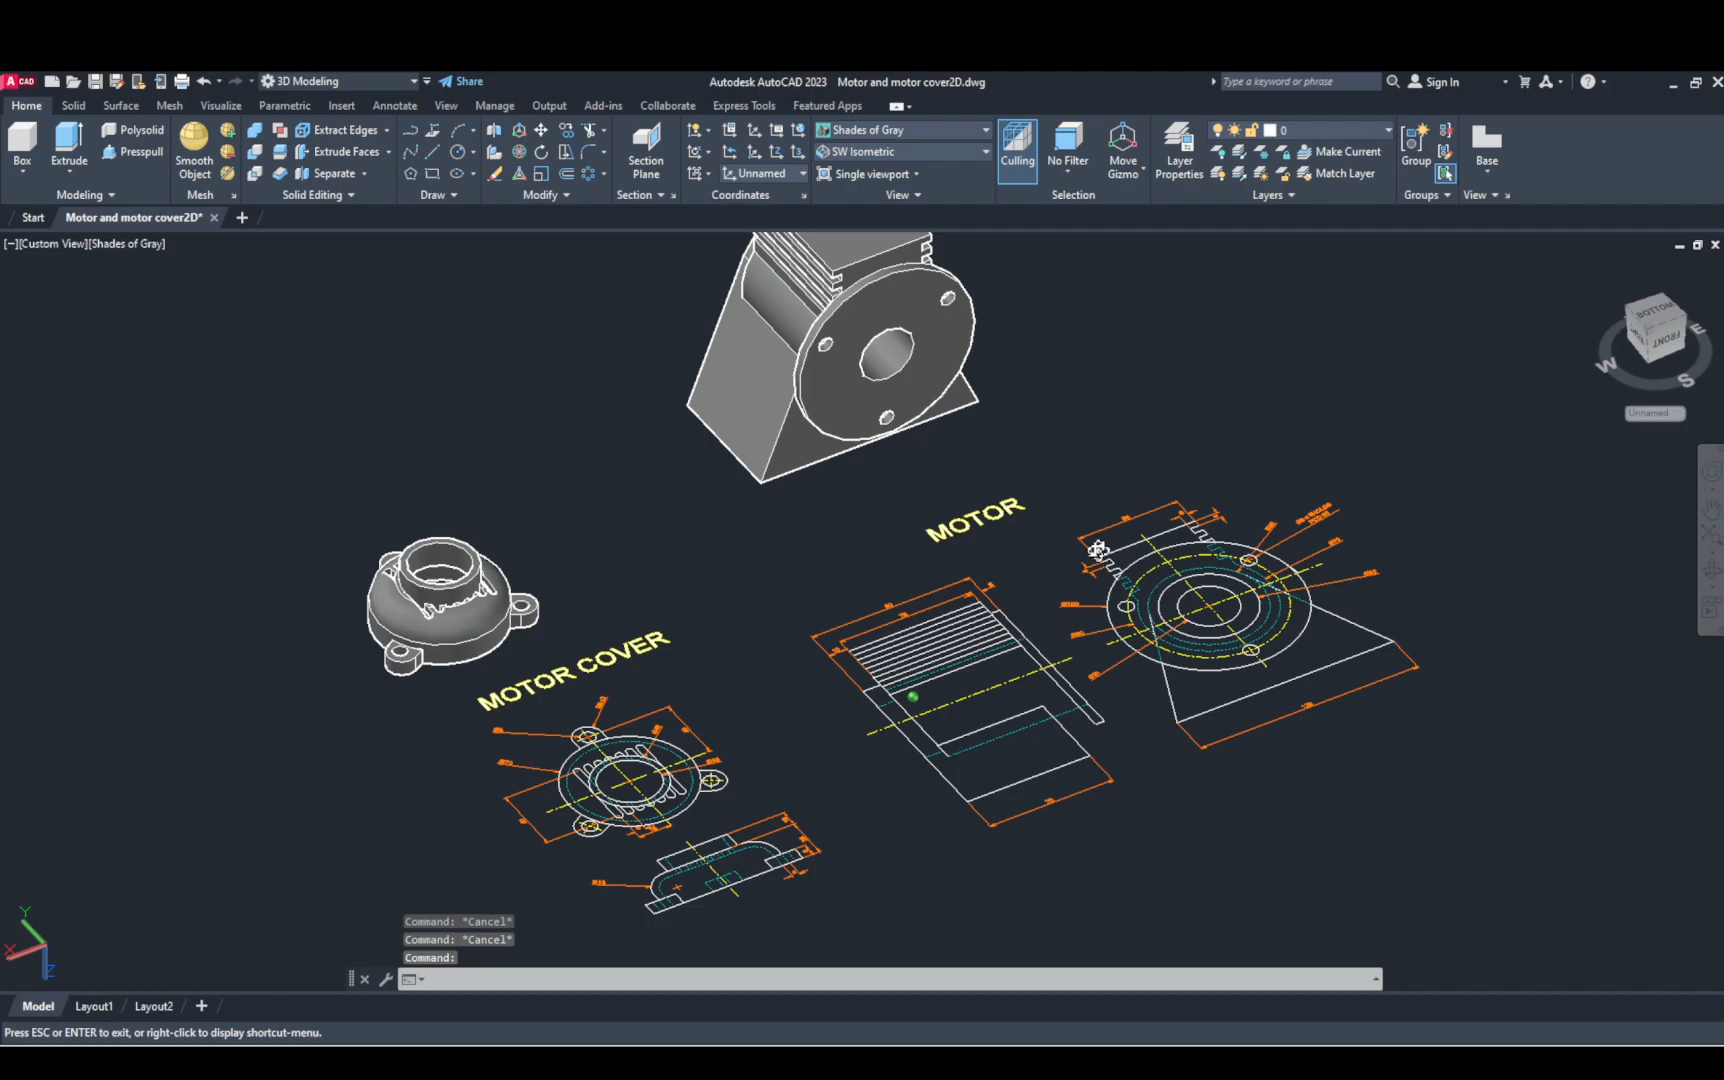 A CAD 3D Modeling Share Autodesk AutoCAD 2023 Motor and motor cover2D.dwg Type a keyword or phrase Sign In
Home Solid Surface Mesh Visualize Parametric Insert Annotate View Manage Output Add-ins Collaborate Express Tools Featured Apps
Polysolid Extract Edges Shades of Gray 0
Box Extrude Presspull Smooth Object Extrude Faces Section Plane SW Isometric Culling No Filter Move Gizmo Layer Properties Make Current Group Base
Separate Unnamed Single viewport Match Layer
Modeling Mesh Solid Editing Draw Modify Section Coordinates View Selection Layers Groups View
Start Motor and motor cover2D*
[−][Custom View][Shades of Gray]
BOTTOM
FRONT
W S E
Unnamed
MOTOR
MOTOR COVER
Y
X
Z
Command: *Cancel*
Command: *Cancel*
Command:
Model Layout1 Layout2
Press ESC or ENTER to exit, or right-click to display shortcut-menu.